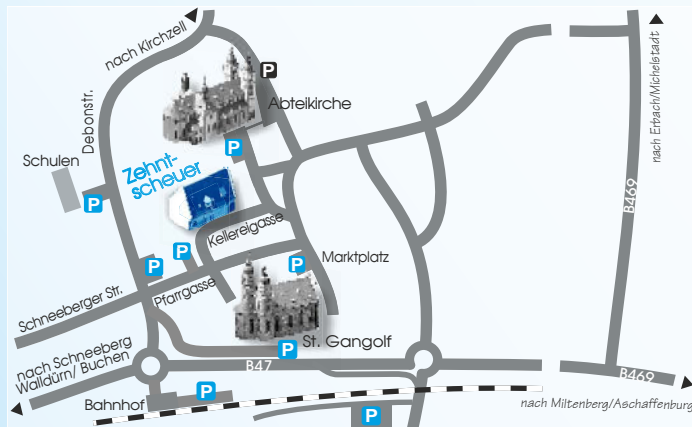 nach Kirchzell
P
Abteikirche
Debonstr.
nach Erbach/Michelstadt
P
Schulen
Zehnt-
scheuer
P
B469
Kellereigasse
P
P
P
Marktplatz
Pfarrgasse
Schneeberger Str.
St. Gangolf
P
nach Schneeberg
Walldürn/ Buchen
B47
B469
P
Bahnhof
nach Miltenberg/Aschaffenburg
P